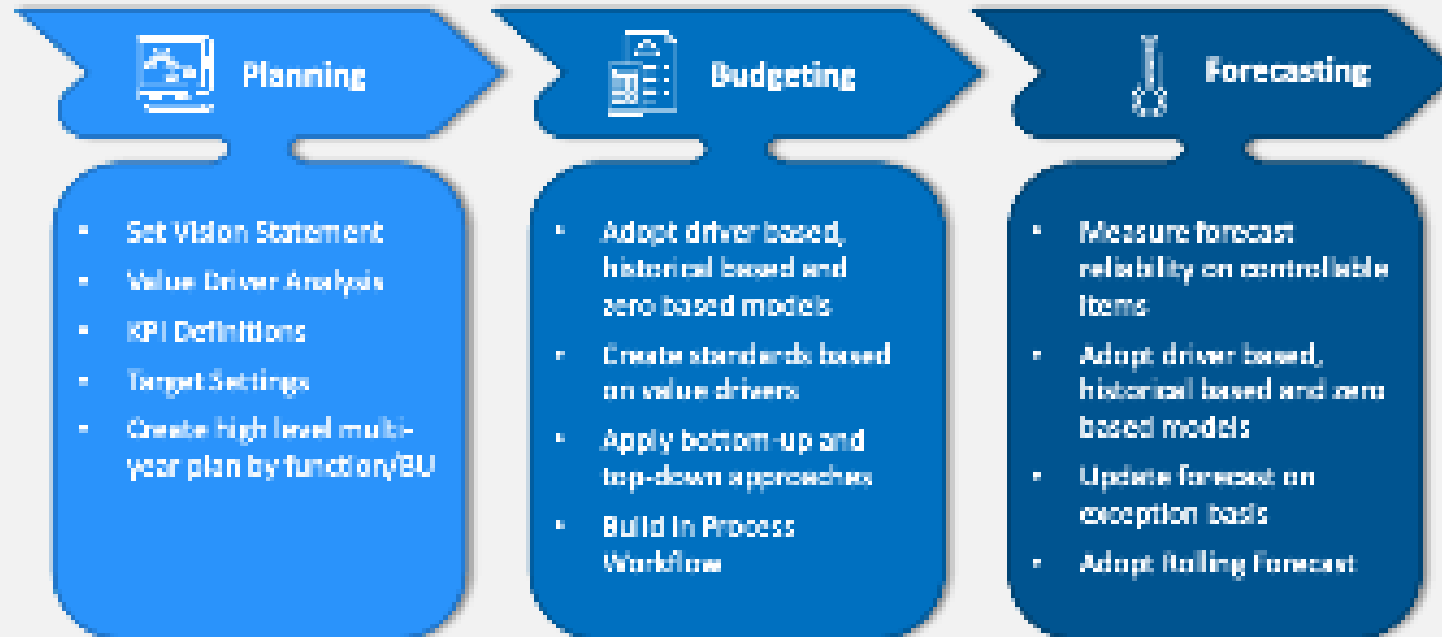 Planning
• Set Vision Statement
• Value Driver Analysis
• KPI Definitions
• Target Settings
• Create high level multi-
year plan by function/BU
Budgeting
• Adopt driver based,
historical based and
zero based models
• Create standards based
on value drivers
• Apply bottom-up and
top-down approaches
• Build in Process
Workflow
Forecasting
• Measure forecast
reliability on controllable
items
• Adopt driver based,
historical based and zero
based models
• Update forecast on
exception basis
• Adopt Rolling Forecast